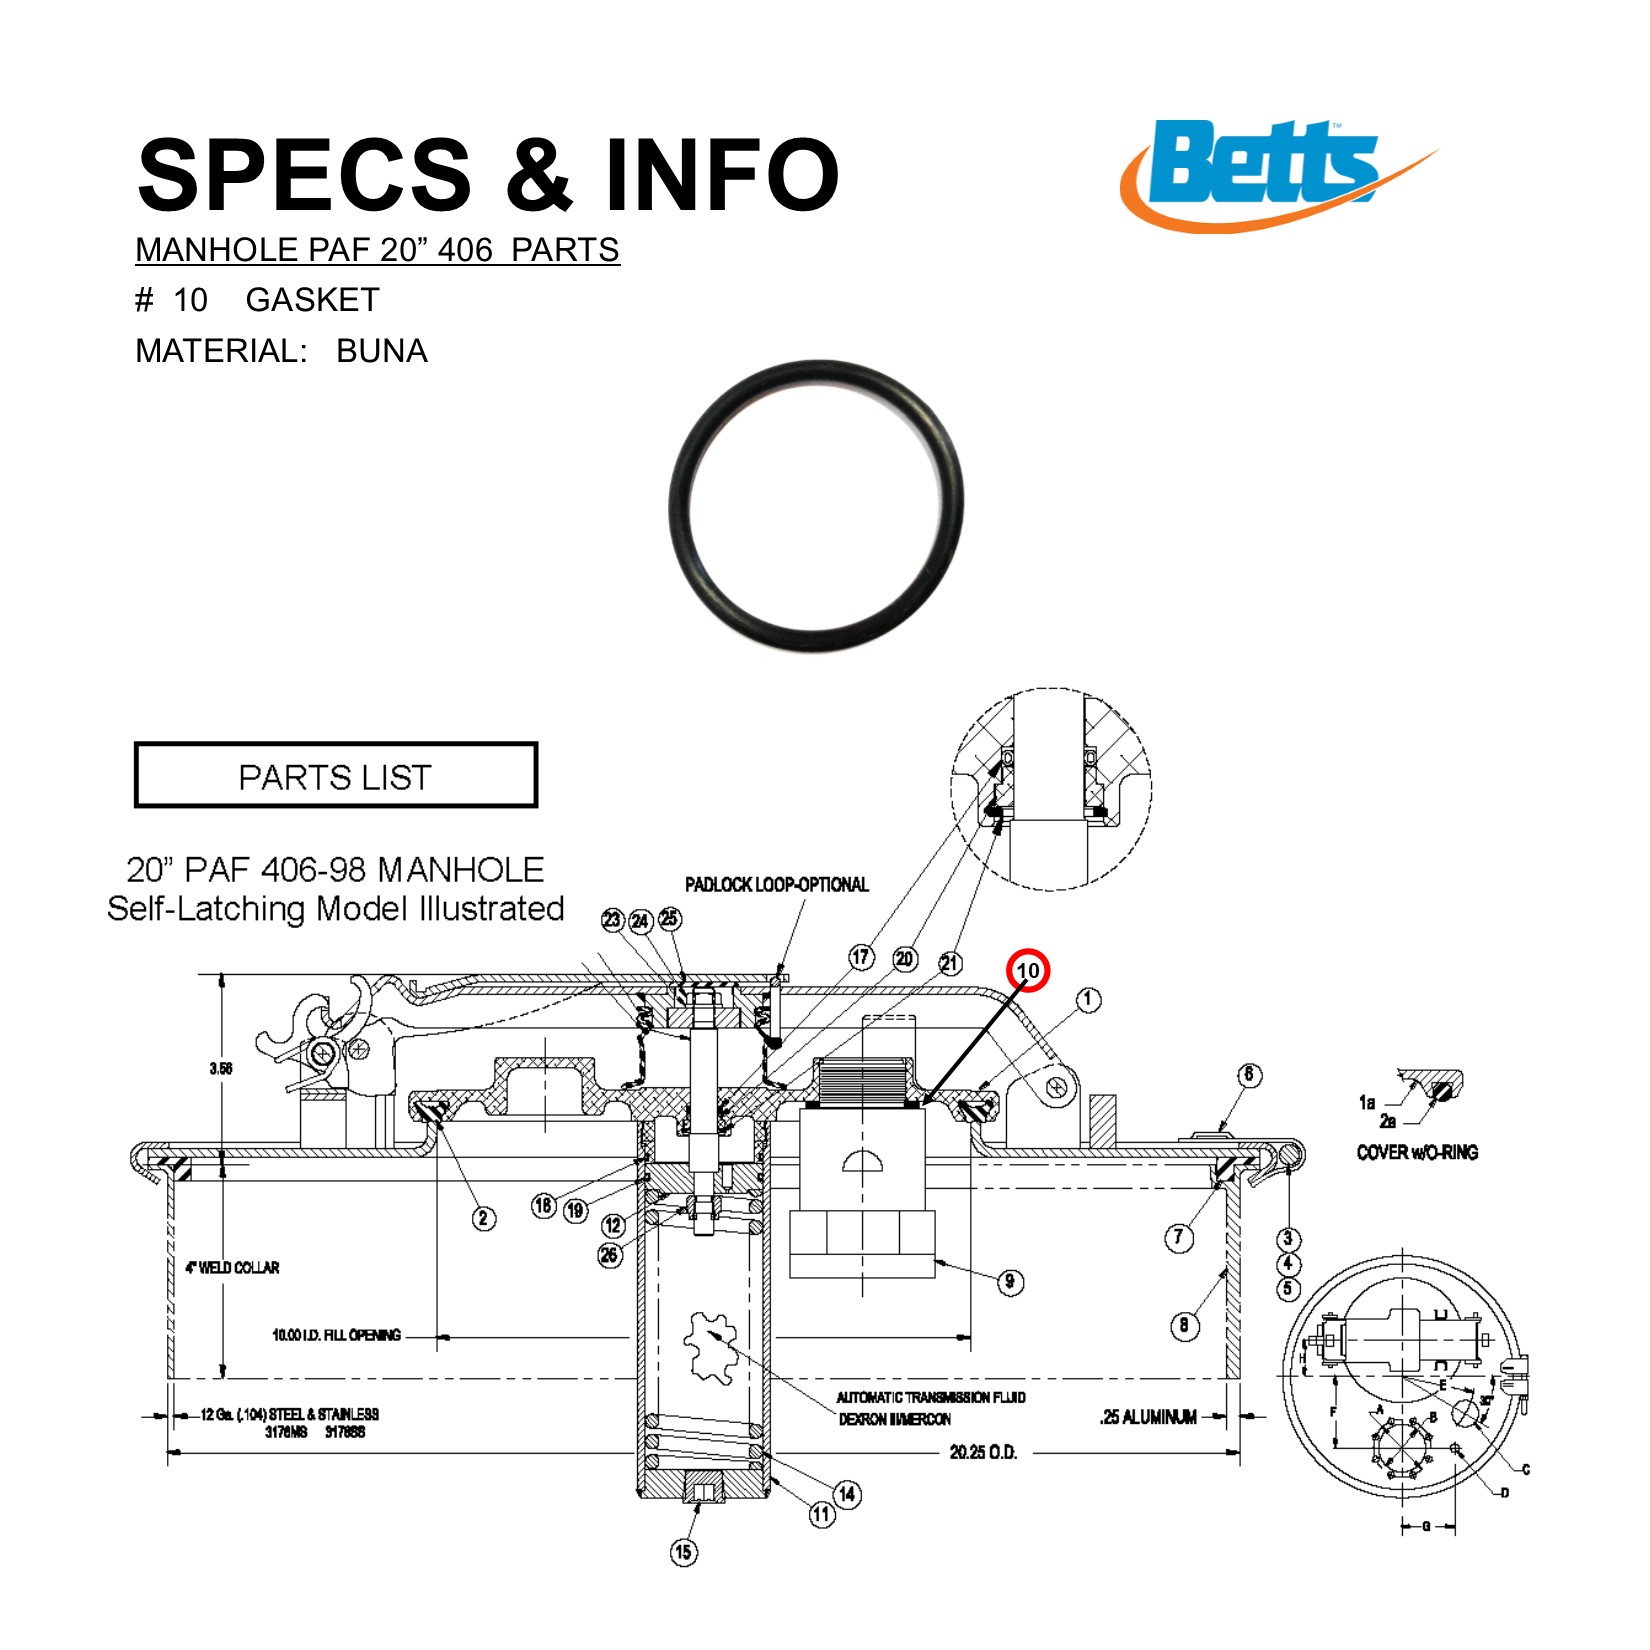 SPECS & INFO
Betts™
MANHOLE PAF 20” 406 PARTS
# 10 GASKET
MATERIAL: BUNA
PARTS LIST
20” PAF 406-98 MANHOLE
Self-Latching Model Illustrated
PADLOCK LOOP-OPTIONAL
23 24 25
17 20 21
10
1
3.56
6
1a
2a
COVER w/O-RING
18 19 12 26
2
7
3
4
5
4" WELD COLLAR
9
8
10.00 I.D. FILL OPENING
AUTOMATIC TRANSMISSION FLUID
DEXRON III/MERCON
12 Ga. (.104) STEEL & STAINLESS
3176MS 3176SS
.25 ALUMINUM
20.25 O.D.
14
11
15
H
E
30°
F
A
B
C
D
G